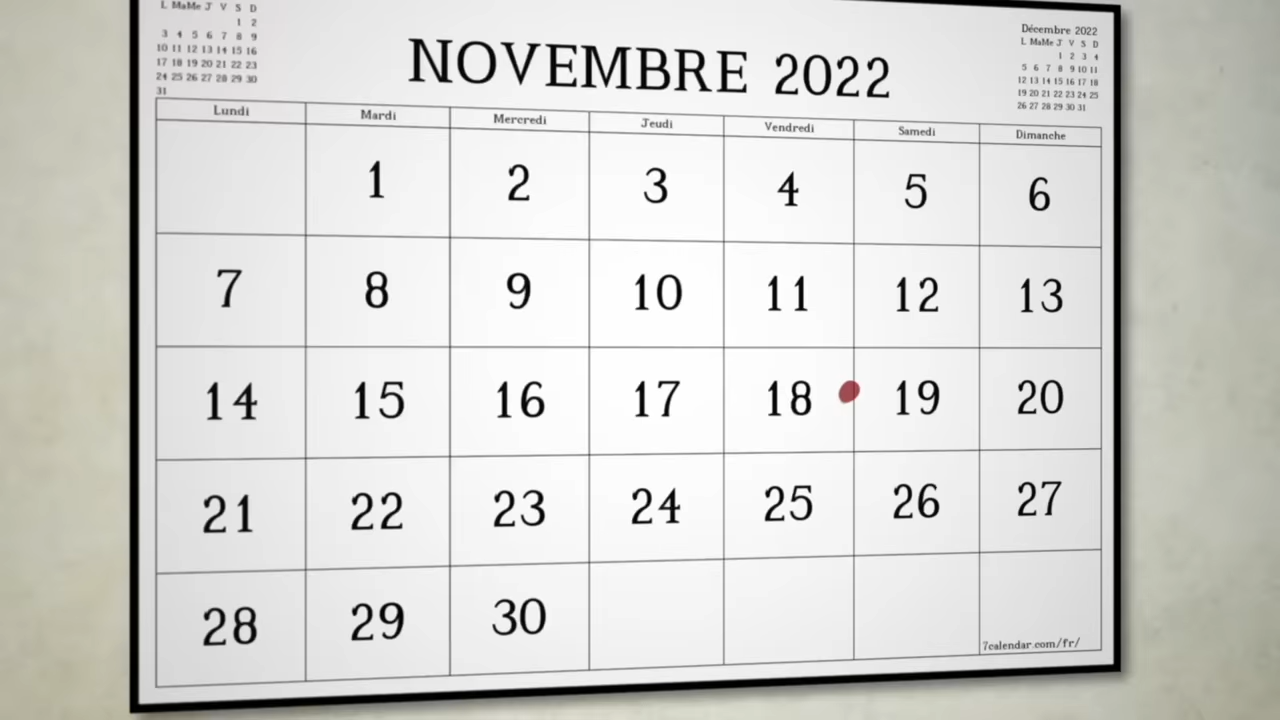 L MaMe J V S D
1 2
3 4 5 6 7 8 9
10 11 12 13 14 15 16
17 18 19 20 21 22 23
24 25 26 27 28 29 30
31
NOVEMBRE 2022
Décembre 2022
L MaMe J V S D
1 2 3 4
5 6 7 8 9 10 11
12 13 14 15 16 17 18
19 20 21 22 23 24 25
26 27 28 29 30 31
Lundi Mardi Mercredi Jeudi Vendredi Samedi Dimanche
1 2 3 4 5 6
7 8 9 10 11 12 13
14 15 16 17 18 19 20
21 22 23 24 25 26 27
28 29 30
7calendar.com/fr/